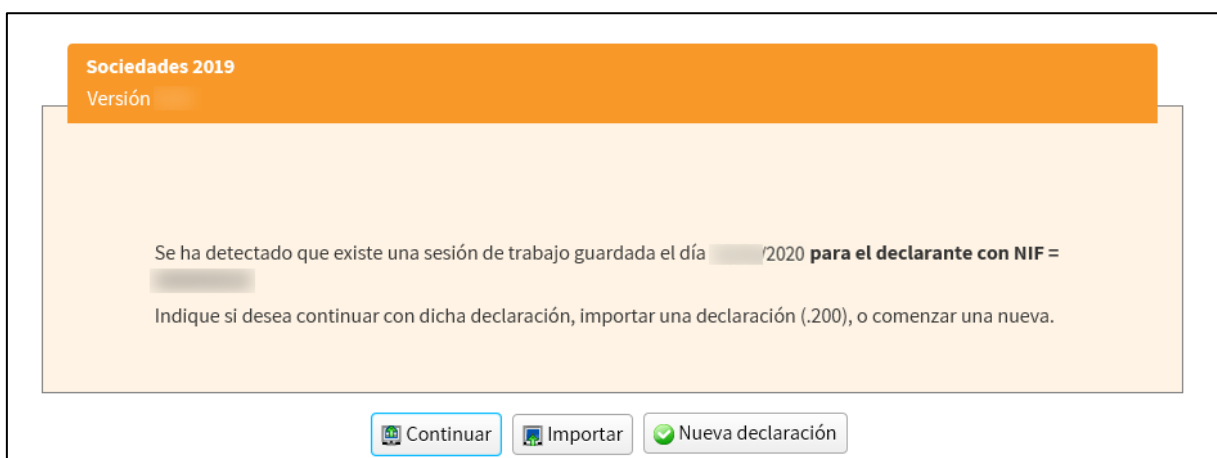 Sociedades 2019
Versión
Se ha detectado que existe una sesión de trabajo guardada el día /2020 para el declarante con NIF =
Indique si desea continuar con dicha declaración, importar una declaración (.200), o comenzar una nueva.
Continuar Importar Nueva declaración